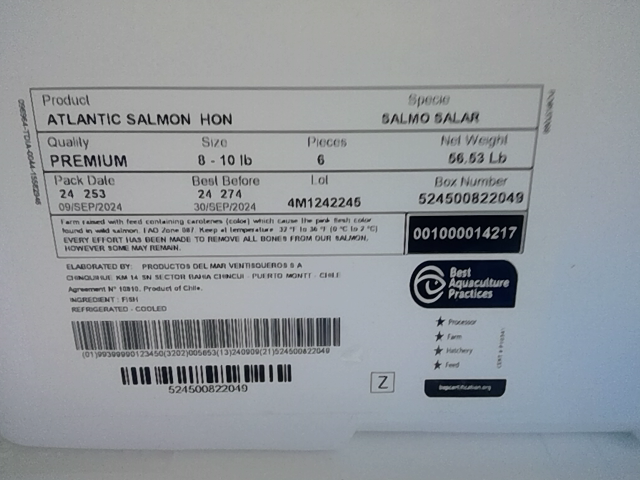 Product Specie
ATLANTIC SALMON HON SALMO SALAR
Quality Size Pieces Net Weight
PREMIUM 8 - 10 lb 6 56.53 Lb
Pack Date Best Before Lot Box Number
24 253 24 274 4M1242245 524500822049
09/SEP/2024 30/SEP/2024
Farm raised with feed containing carotenes (color) which cause the pink flesh color
found in wild salmon. FAO Zone 087. Keep at temperature 32 °F to 36 °F (0 °C to 2 °C)
EVERY EFFORT HAS BEEN MADE TO REMOVE ALL BONES FROM OUR SALMON,
HOWEVER SOME MAY REMAIN.
001000014217
ELABORATED BY: PRODUCTOS DEL MAR VENTISQUEROS S A
CHINQUIHUE KM 14 SN SECTOR BAHIA CHINCUI - PUERTO MONTT - CHILE
Agreement N° 10810. Product of Chile.
INGREDIENT : FISH
REFRIGERATED - COOLED
(01)99399990123450(3202)005653(13)240909(21)524500822049
524500822049
Z
Best
Aquaculture
Practices
Processor
Farm
Hatchery
Feed
bapcertification.org